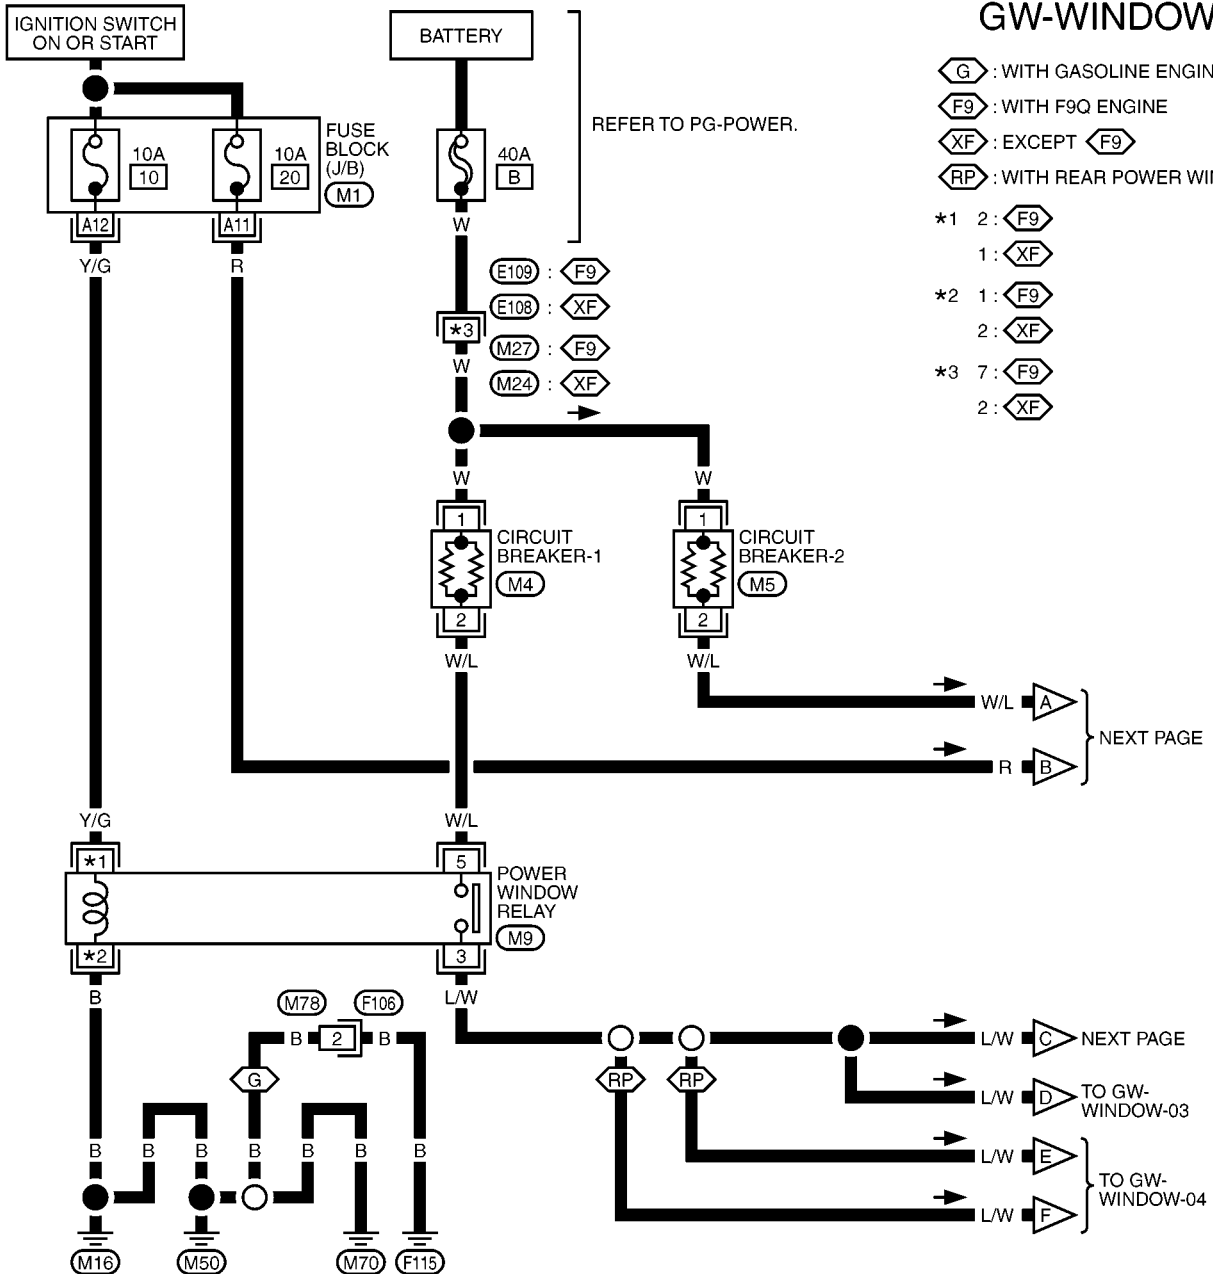 IGNITION SWITCH
ON OR START
BATTERY
GW-WINDOW
G : WITH GASOLINE ENGIN
F9 : WITH F9Q ENGINE
XF : EXCEPT F9
RP : WITH REAR POWER WI
*1 2 : F9
1 : XF
*2 1 : F9
2 : XF
*3 7 : F9
2 : XF
REFER TO PG-POWER.
10A
10
10A
20
FUSE
BLOCK
(J/B)
M1
40A
B
A12
A11
W
Y/G
R
E109 : F9
E108 : XF
*3
M27 : F9
W
M24 : XF
W
W
1
1
CIRCUIT
BREAKER-1
M4
CIRCUIT
BREAKER-2
M5
2
2
W/L
W/L
W/L A
R B
NEXT PAGE
Y/G
W/L
*1
5
POWER
WINDOW
RELAY
M9
*2
3
B
L/W
M78
F106
B 2 B
G
RP
RP
L/W C NEXT PAGE
L/W D TO GW-
WINDOW-03
L/W E
L/W F
TO GW-
WINDOW-04
B
B
B
B
B
B
B
M16
M50
M70
F115